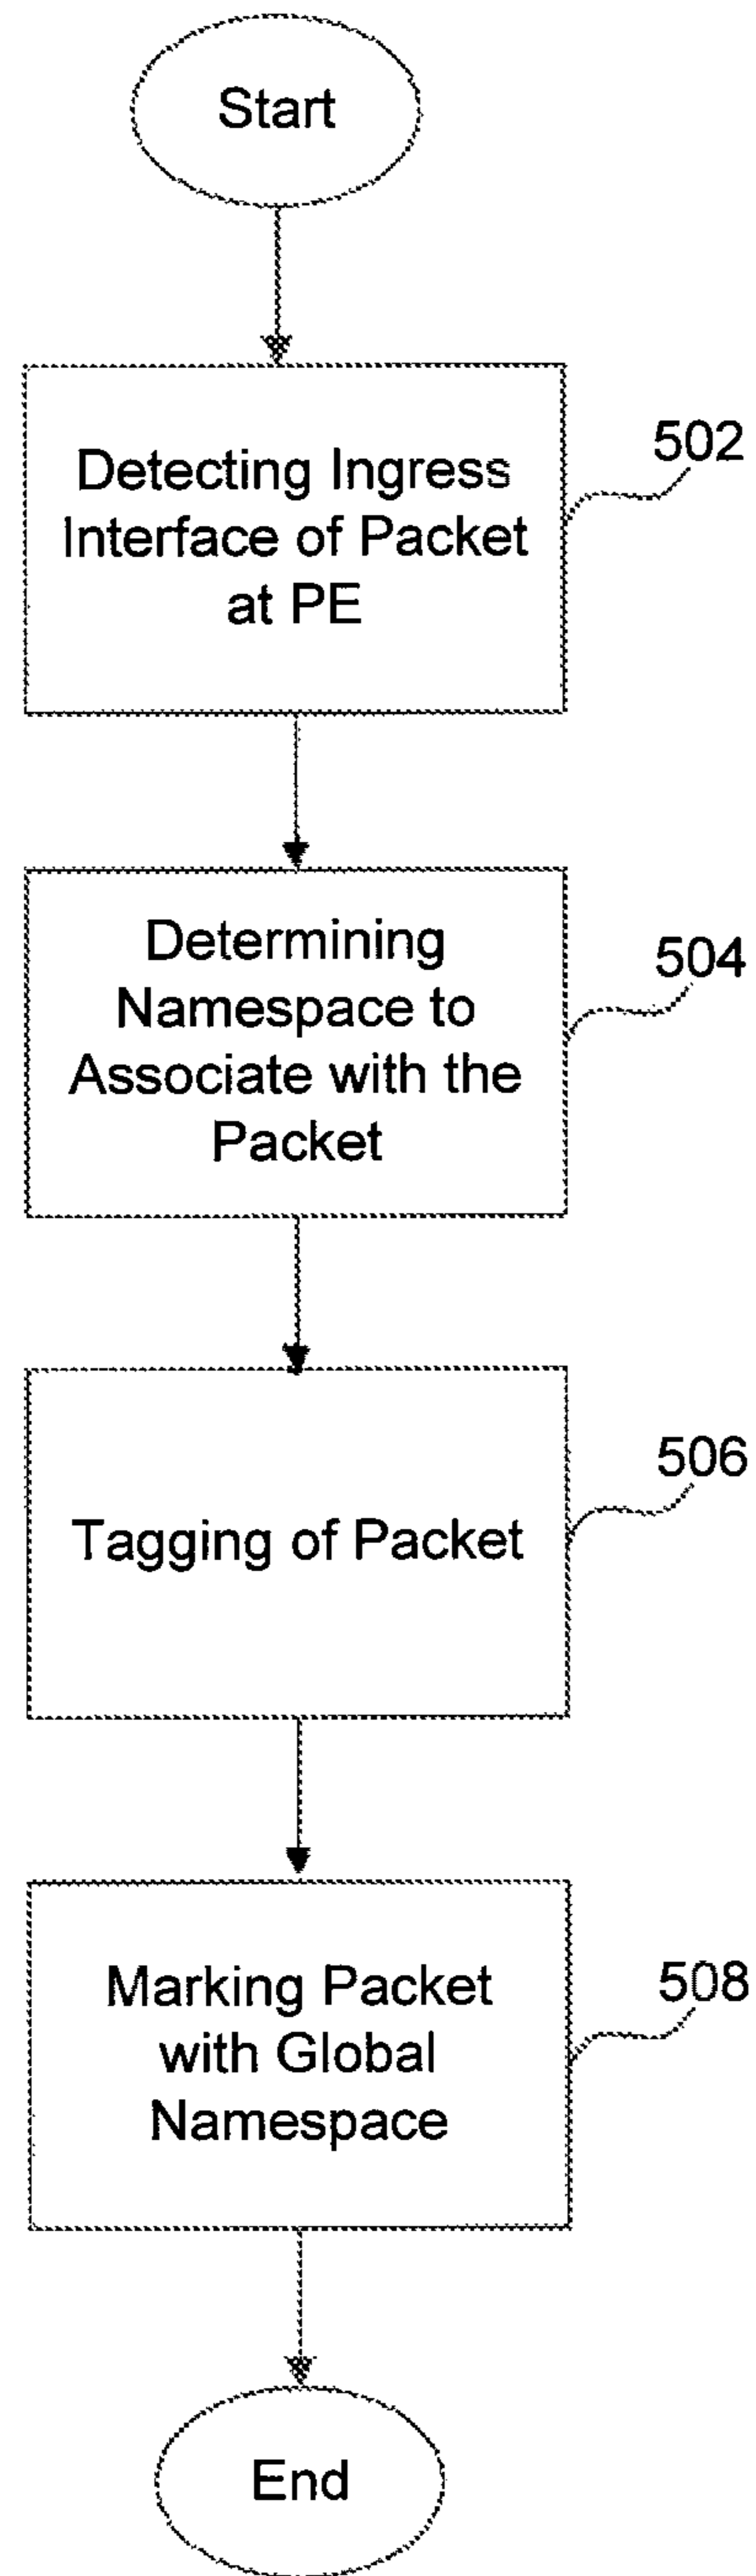 Start
Detecting Ingress
Interface of Packet
at PE
502
Determining
Namespace to
Associate with the
Packet
504
Tagging of Packet
506
Marking Packet
with Global
Namespace
508
End